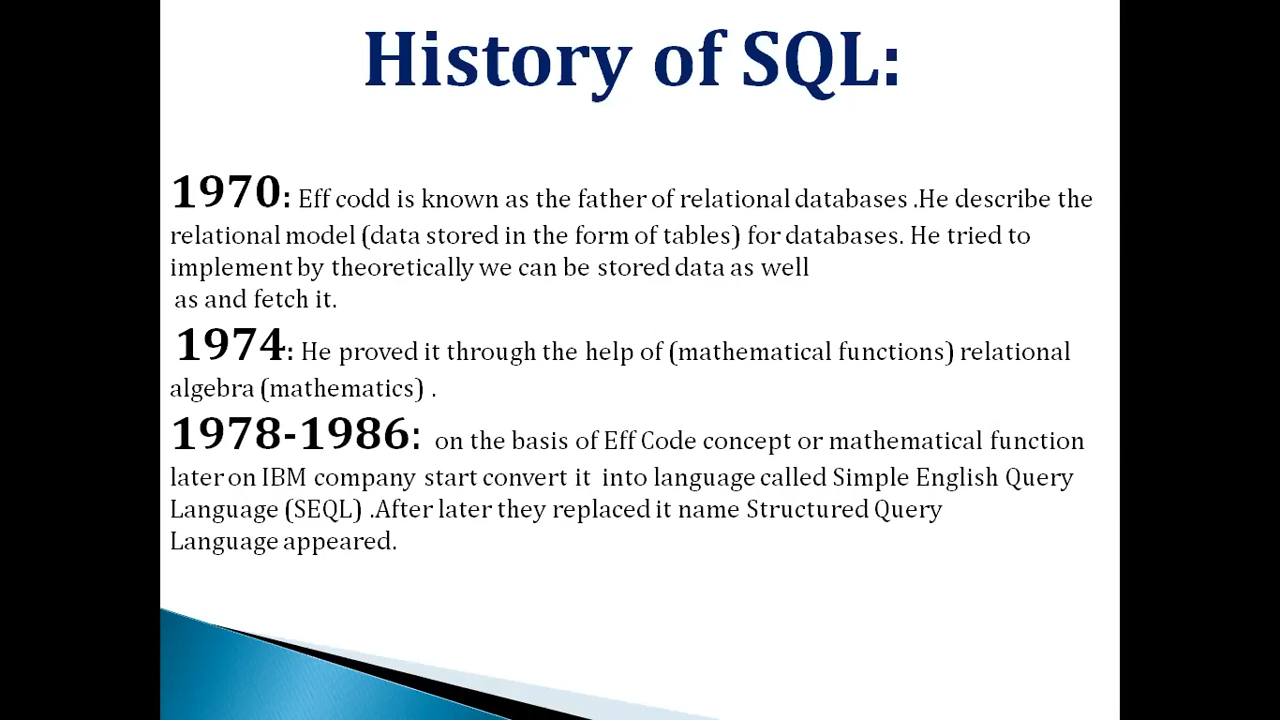 History of SQL:
1970: Eff codd is known as the father of relational databases .He describe the
relational model (data stored in the form of tables) for databases. He tried to
implement by theoretically we can be stored data as well
as and fetch it.
1974: He proved it through the help of (mathematical functions) relational
algebra (mathematics) .
1978-1986: on the basis of Eff Code concept or mathematical function
later on IBM company start convert it into language called Simple English Query
Language (SEQL) .After later they replaced it name Structured Query
Language appeared.